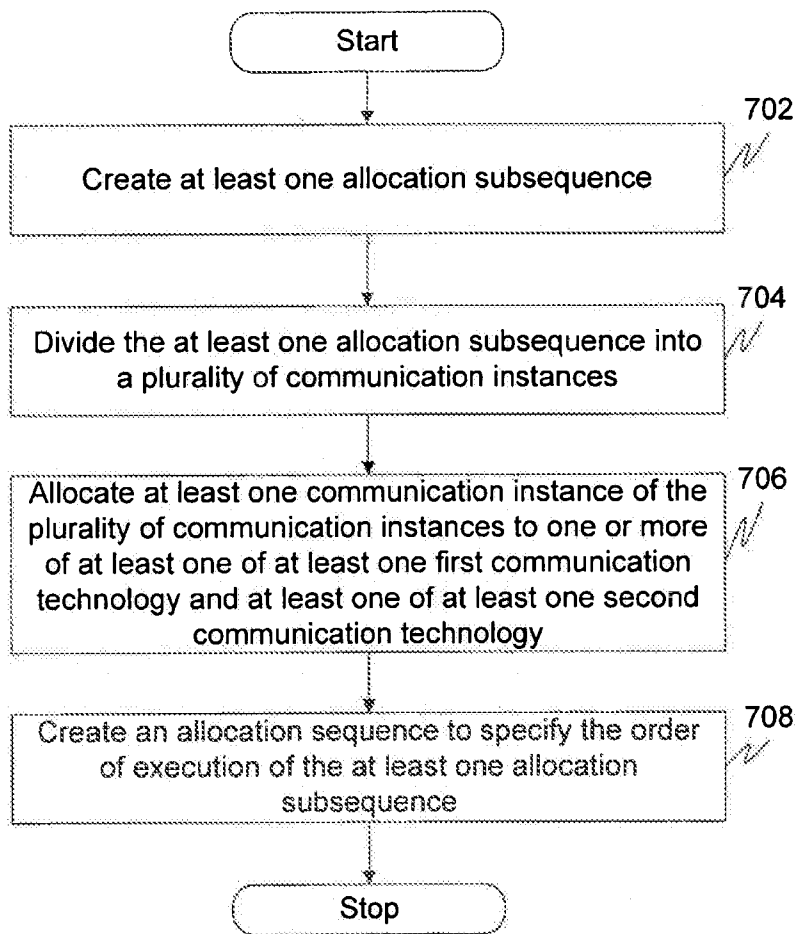 Start
702
Create at least one allocation subsequence
704
Divide the at least one allocation subsequence into
a plurality of communication instances
706
Allocate at least one communication instance of the
plurality of communication instances to one or more
of at least one of at least one first communication
technology and at least one of at least one second
communication technology
708
Create an allocation sequence to specify the order
of execution of the at least one allocation
subsequence
Stop